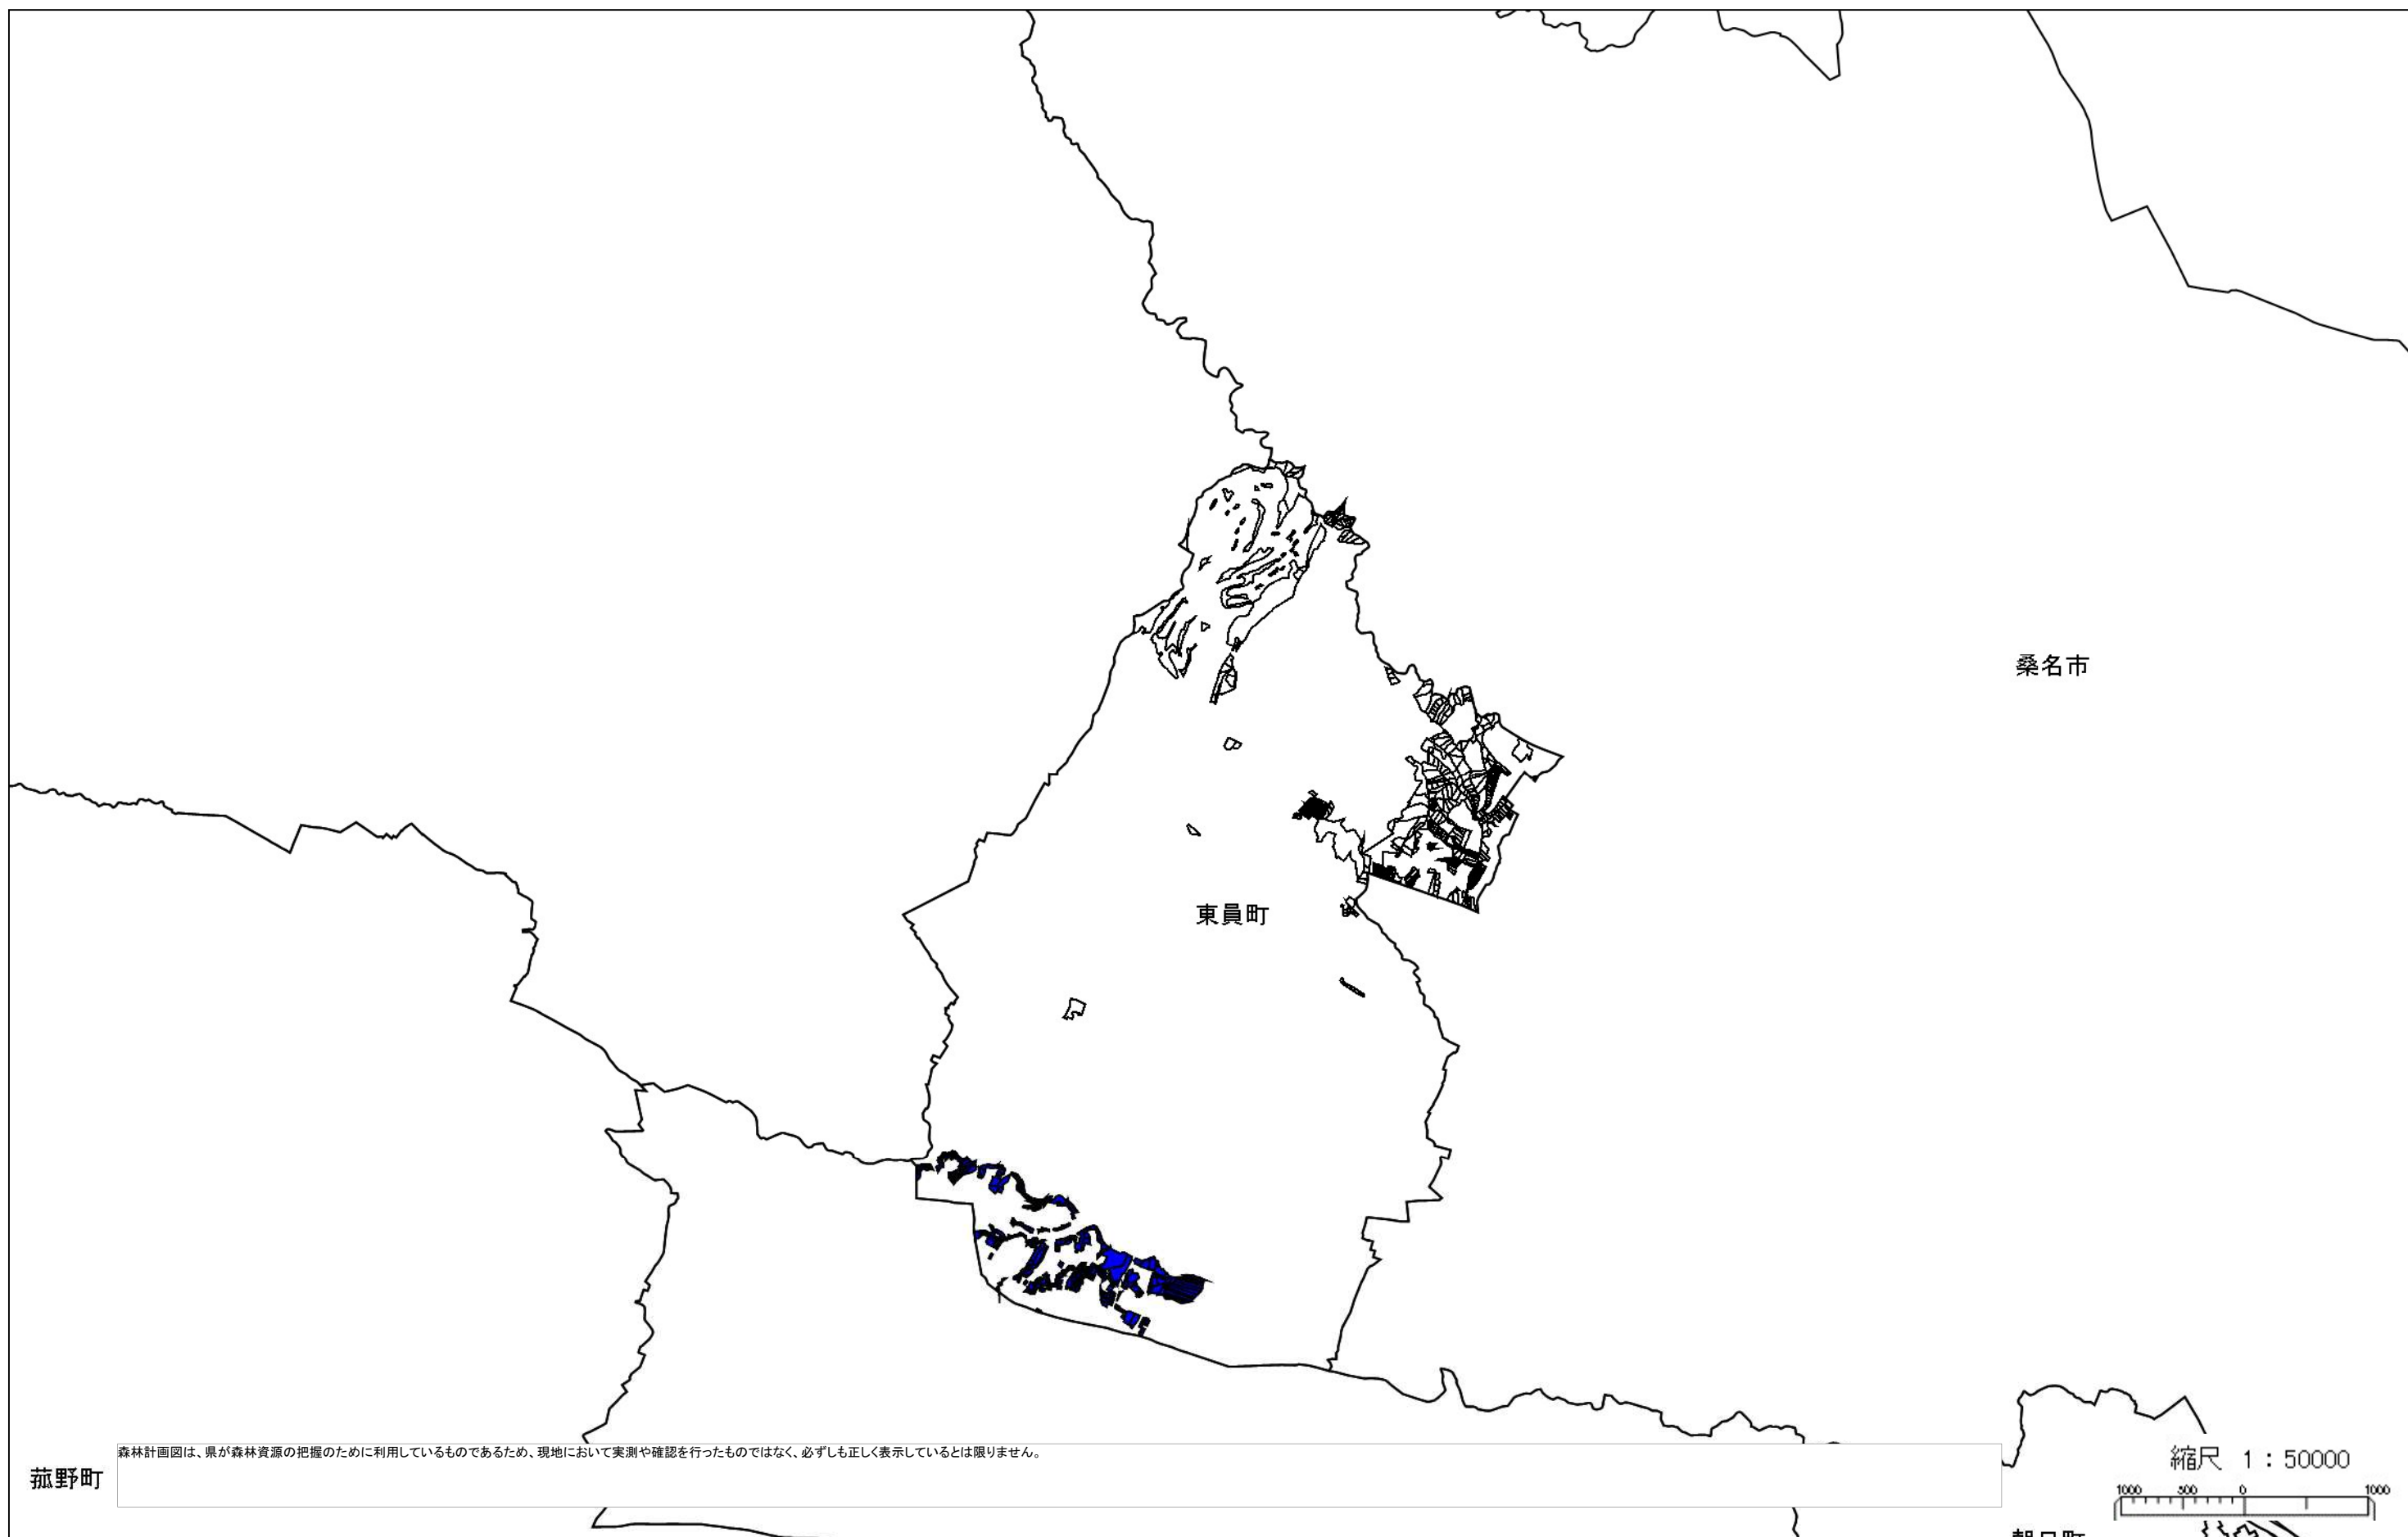 桑名市
東員町
森林計画図は、県が森林資源の把握のために利用しているものであるため、現地において実測や確認を行ったものではなく、必ずしも正しく表示しているとは限りません。
菰野町
縮尺 1：50000
1000 500 0 1000